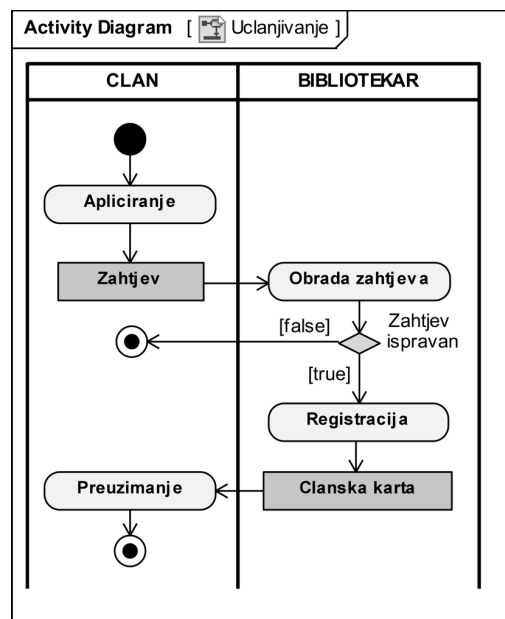 Activity Diagram [ Uclanjivanje ]
CLAN
BIBLIOTEKAR
Apliciranje
Zahtjev
Obrada zahtjeva
[false]
Zahtjev
ispravan
[true]
Registracija
Preuzimanje
Clanska karta